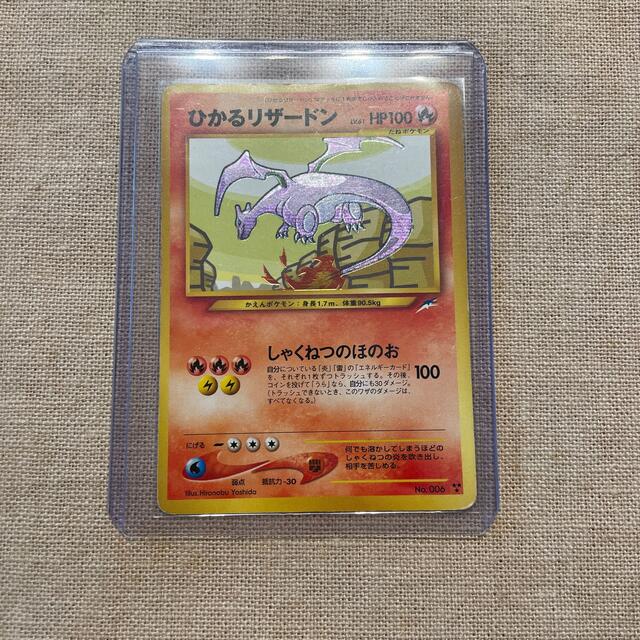 ひかるリザードン LV.61 HP100
たねポケモン
かえんポケモン：身長1.7m、体重90.5kg
しゃくねつのほのお
自分についている「炎」「雷」の「エネルギーカード」
を、それぞれ1枚ずつトラッシュする。その後、
コインを投げて「うら」なら、自分にも30ダメージ。
（トラッシュできないとき、このワザのダメージは、
すべてなくなる。）
100
にげる
弱点 抵抗力-30
何でも溶かしてしまうほどの
しゃくねつの炎を吹き出し、
相手を苦しめる。
Illus. Hironobu Yoshida
No. 006